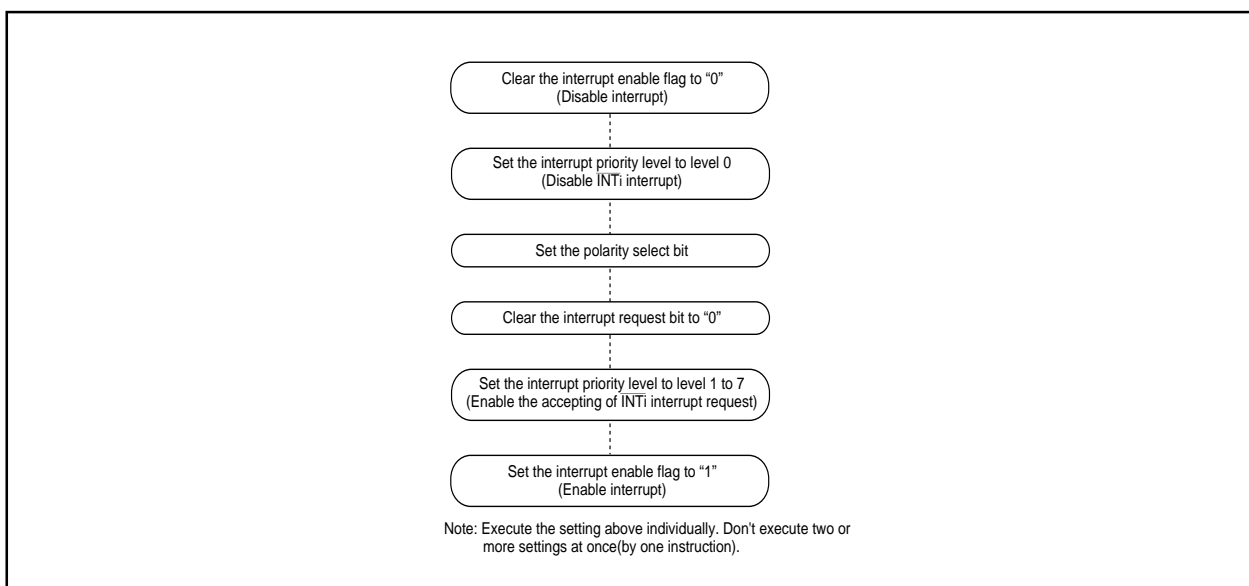 Clear the interrupt enable flag to “0”
(Disable interrupt)
Set the interrupt priority level to level 0
(Disable INTi interrupt)
Set the polarity select bit
Clear the interrupt request bit to “0”
Set the interrupt priority level to level 1 to 7
(Enable the accepting of INTi interrupt request)
Set the interrupt enable flag to “1”
(Enable interrupt)
Note: Execute the setting above individually. Don't execute two or
more settings at once(by one instruction).